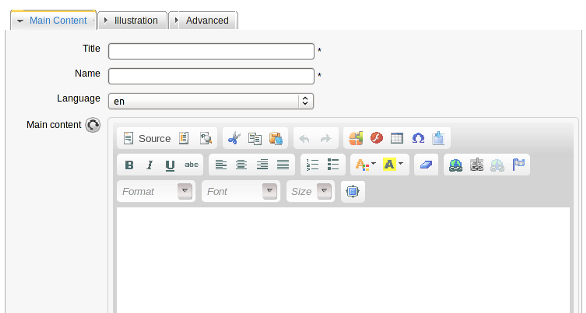 Main Content Illustration Advanced
Title *
Name *
Language en
Main content
Source
B I U abc A A
Format Font Size